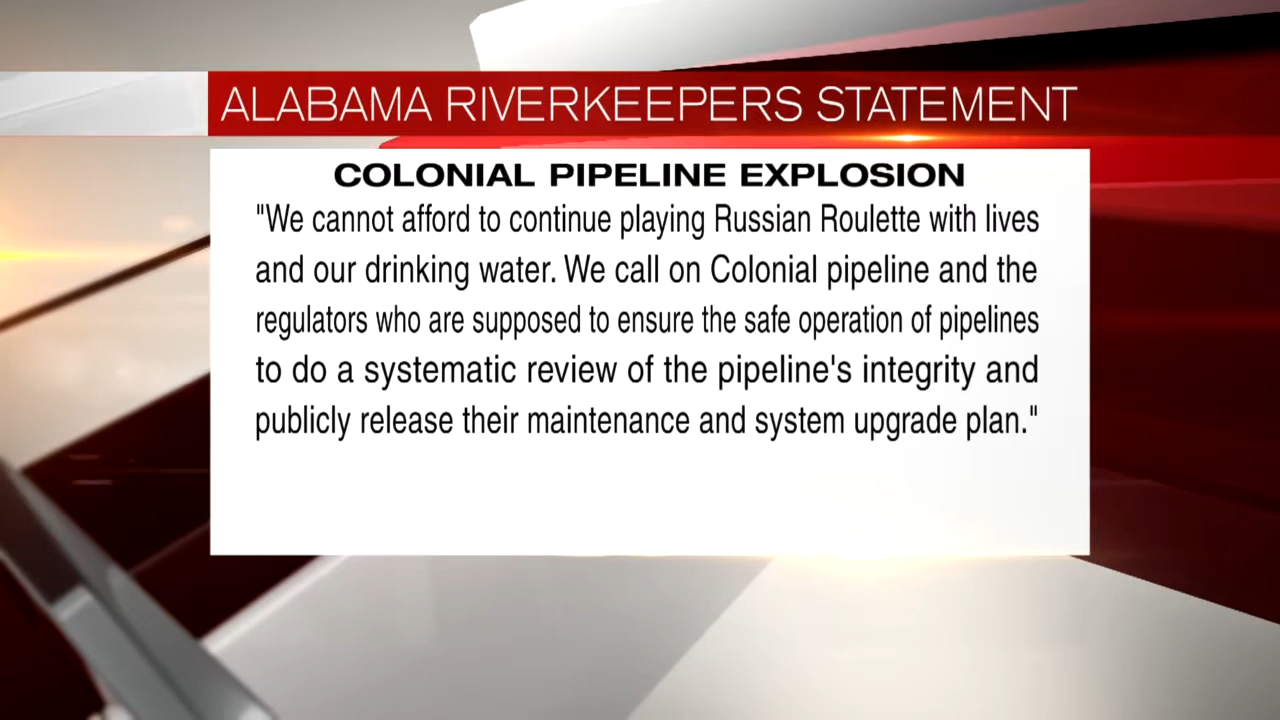 ALABAMA RIVERKEEPERS STATEMENT
COLONIAL PIPELINE EXPLOSION
"We cannot afford to continue playing Russian Roulette with lives
and our drinking water. We call on Colonial pipeline and the
regulators who are supposed to ensure the safe operation of pipelines
to do a systematic review of the pipeline's integrity and
publicly release their maintenance and system upgrade plan."